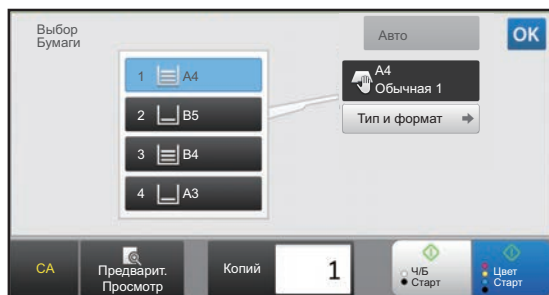 Выбор
Бумаги
Авто
OK
1 A4
2 B5
3 B4
4 A3
A4
Обычная 1
Тип и формат
CA
Предварит.
Просмотр
Копий
1
Ч/Б
Старт
Цвет
Старт